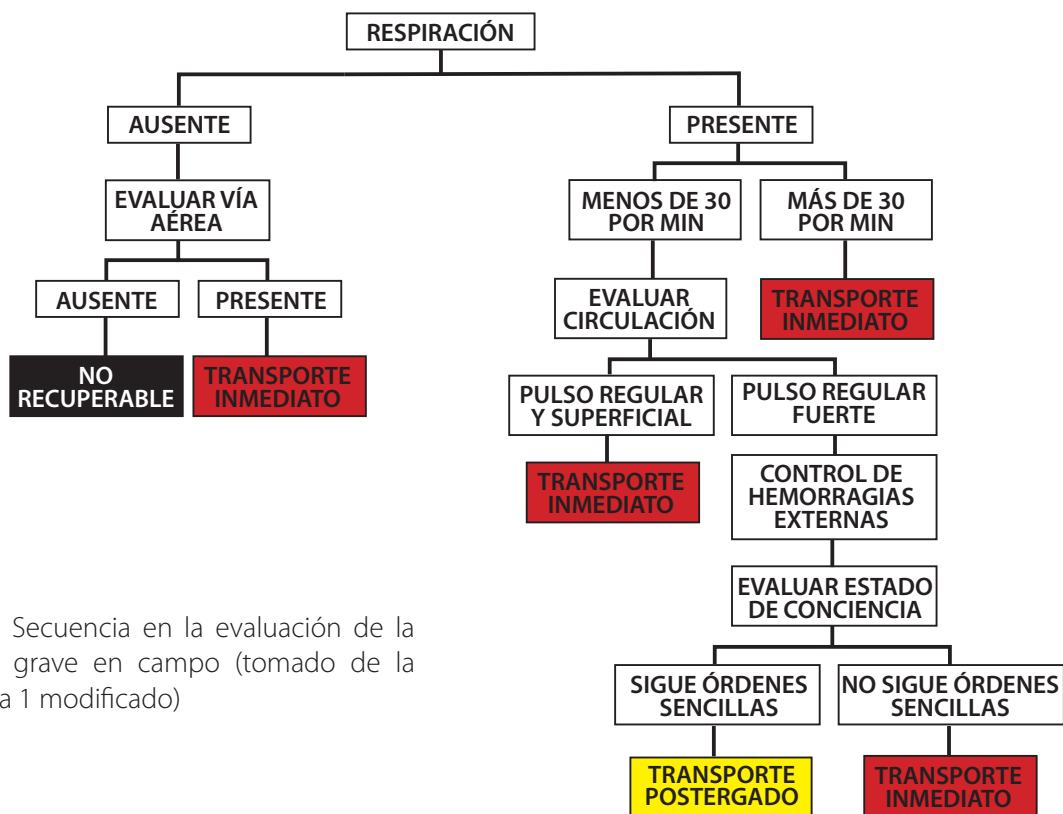 RESPIRACIÓN
AUSENTE
PRESENTE
EVALUAR VÍA
AÉREA
MENOS DE 30
POR MIN
MÁS DE 30
POR MIN
AUSENTE
PRESENTE
EVALUAR
CIRCULACIÓN
TRANSPORTE
INMEDIATO
NO
RECUPERABLE
TRANSPORTE
INMEDIATO
PULSO REGULAR
Y SUPERFICIAL
PULSO REGULAR
FUERTE
TRANSPORTE
INMEDIATO
CONTROL DE
HEMORRAGIAS
EXTERNAS
EVALUAR ESTADO
DE CONCIENCIA
Secuencia en la evaluación de la
grave en campo (tomado de la
a 1 modificado)
SIGUE ÓRDENES
SENCILLAS
NO SIGUE ÓRDENES
SENCILLAS
TRANSPORTE
POSTERGADO
TRANSPORTE
INMEDIATO